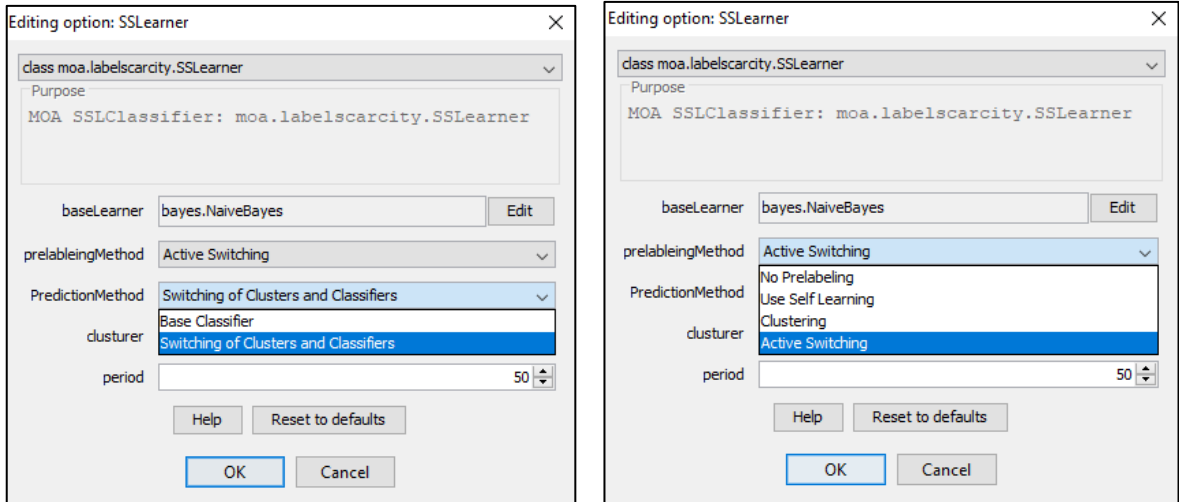 Editing option: SSLearner
class moa.labelscarcity.SSLearner
Purpose
MOA SSLClassifier: moa.labelscarcity.SSLearner
baseLearner bayes.NaiveBayes Edit
prelableingMethod Active Switching
PredictionMethod Switching of Clusters and Classifiers
Base Classifier
clusturer Switching of Clusters and Classifiers
period 50
Help Reset to defaults
OK Cancel
Editing option: SSLearner
class moa.labelscarcity.SSLearner
Purpose
MOA SSLClassifier: moa.labelscarcity.SSLearner
baseLearner bayes.NaiveBayes Edit
prelableingMethod Active Switching
No Prelabeling
PredictionMethod Use Self Learning
Clustering
clusturer Active Switching
period 50
Help Reset to defaults
OK Cancel